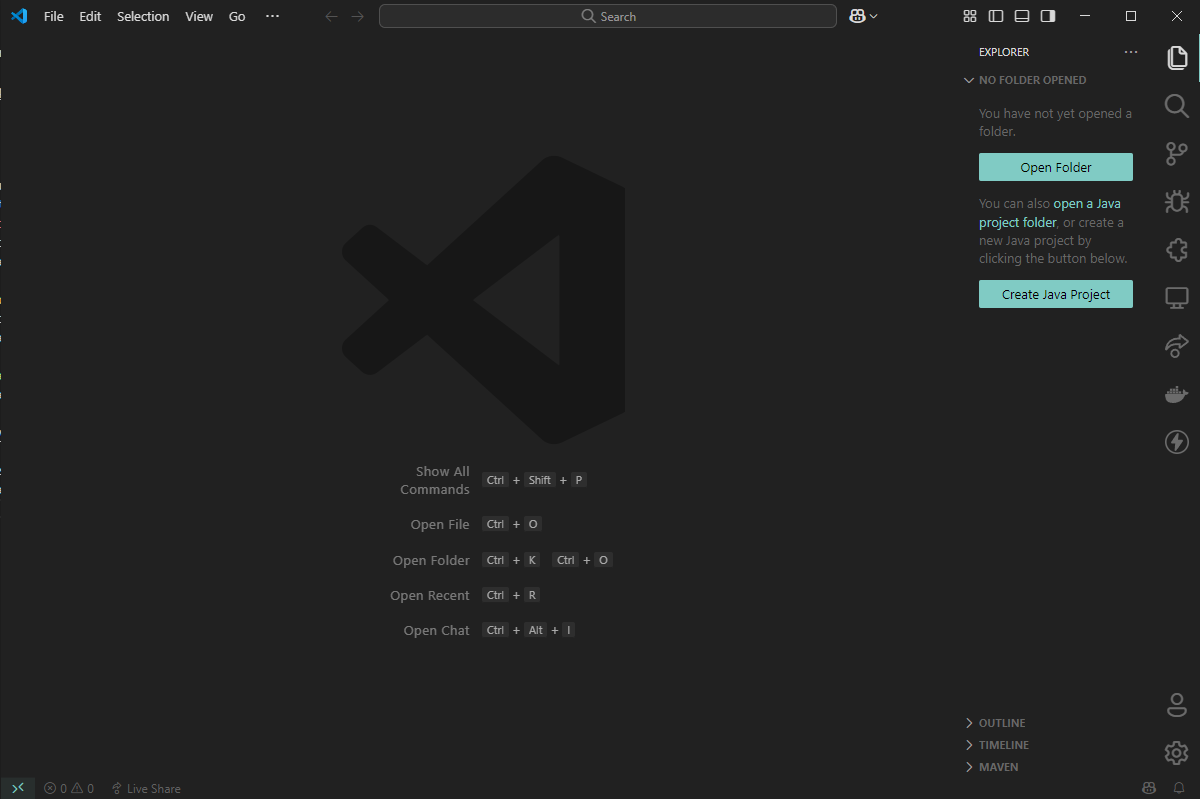 File Edit Selection View Go ···
Search
EXPLORER ···
NO FOLDER OPENED
You have not yet opened a
folder.
Open Folder
You can also open a Java
project folder, or create a
new Java project by
clicking the button below.
Create Java Project
Show All
Commands Ctrl + Shift + P
Open File Ctrl + O
Open Folder Ctrl + K Ctrl + O
Open Recent Ctrl + R
Open Chat Ctrl + Alt + I
OUTLINE
TIMELINE
MAVEN
0 0 Live Share